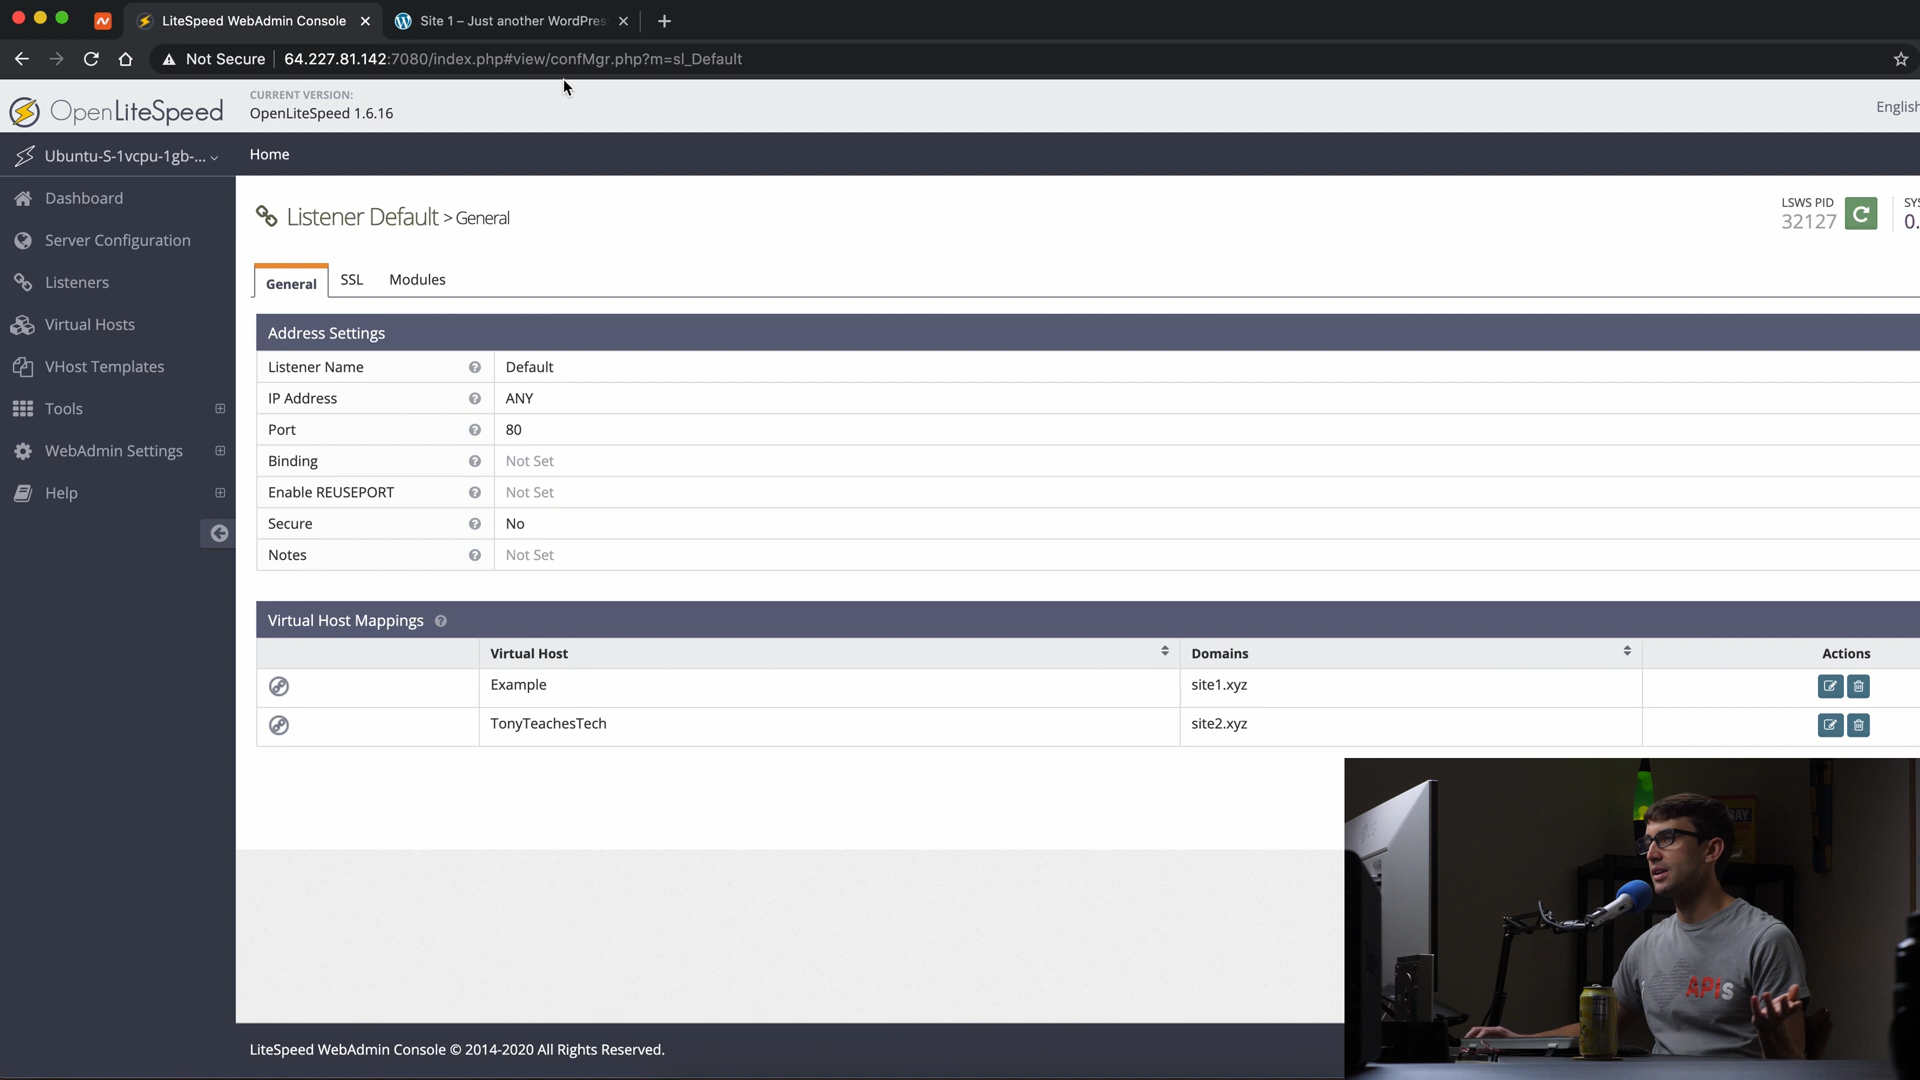 LiteSpeed WebAdmin Console
Site 1 – Just another WordPres
Not Secure
64.227.81.142:7080/index.php#view/confMgr.php?m=sl_Default
OpenLiteSpeed
CURRENT VERSION:
OpenLiteSpeed 1.6.16
English
Ubuntu-S-1vcpu-1gb-...
Home
Dashboard
Server Configuration
Listeners
Virtual Hosts
VHost Templates
Tools
WebAdmin Settings
Help
Listener Default > General
LSWS PID
32127
SYS
0.
General
SSL
Modules
Address Settings
Listener Name
Default
IP Address
ANY
Port
80
Binding
Not Set
Enable REUSEPORT
Not Set
Secure
No
Notes
Not Set
Virtual Host Mappings
Virtual Host
Domains
Actions
Example
site1.xyz
TonyTeachesTech
site2.xyz
APIs
LiteSpeed WebAdmin Console © 2014-2020 All Rights Reserved.